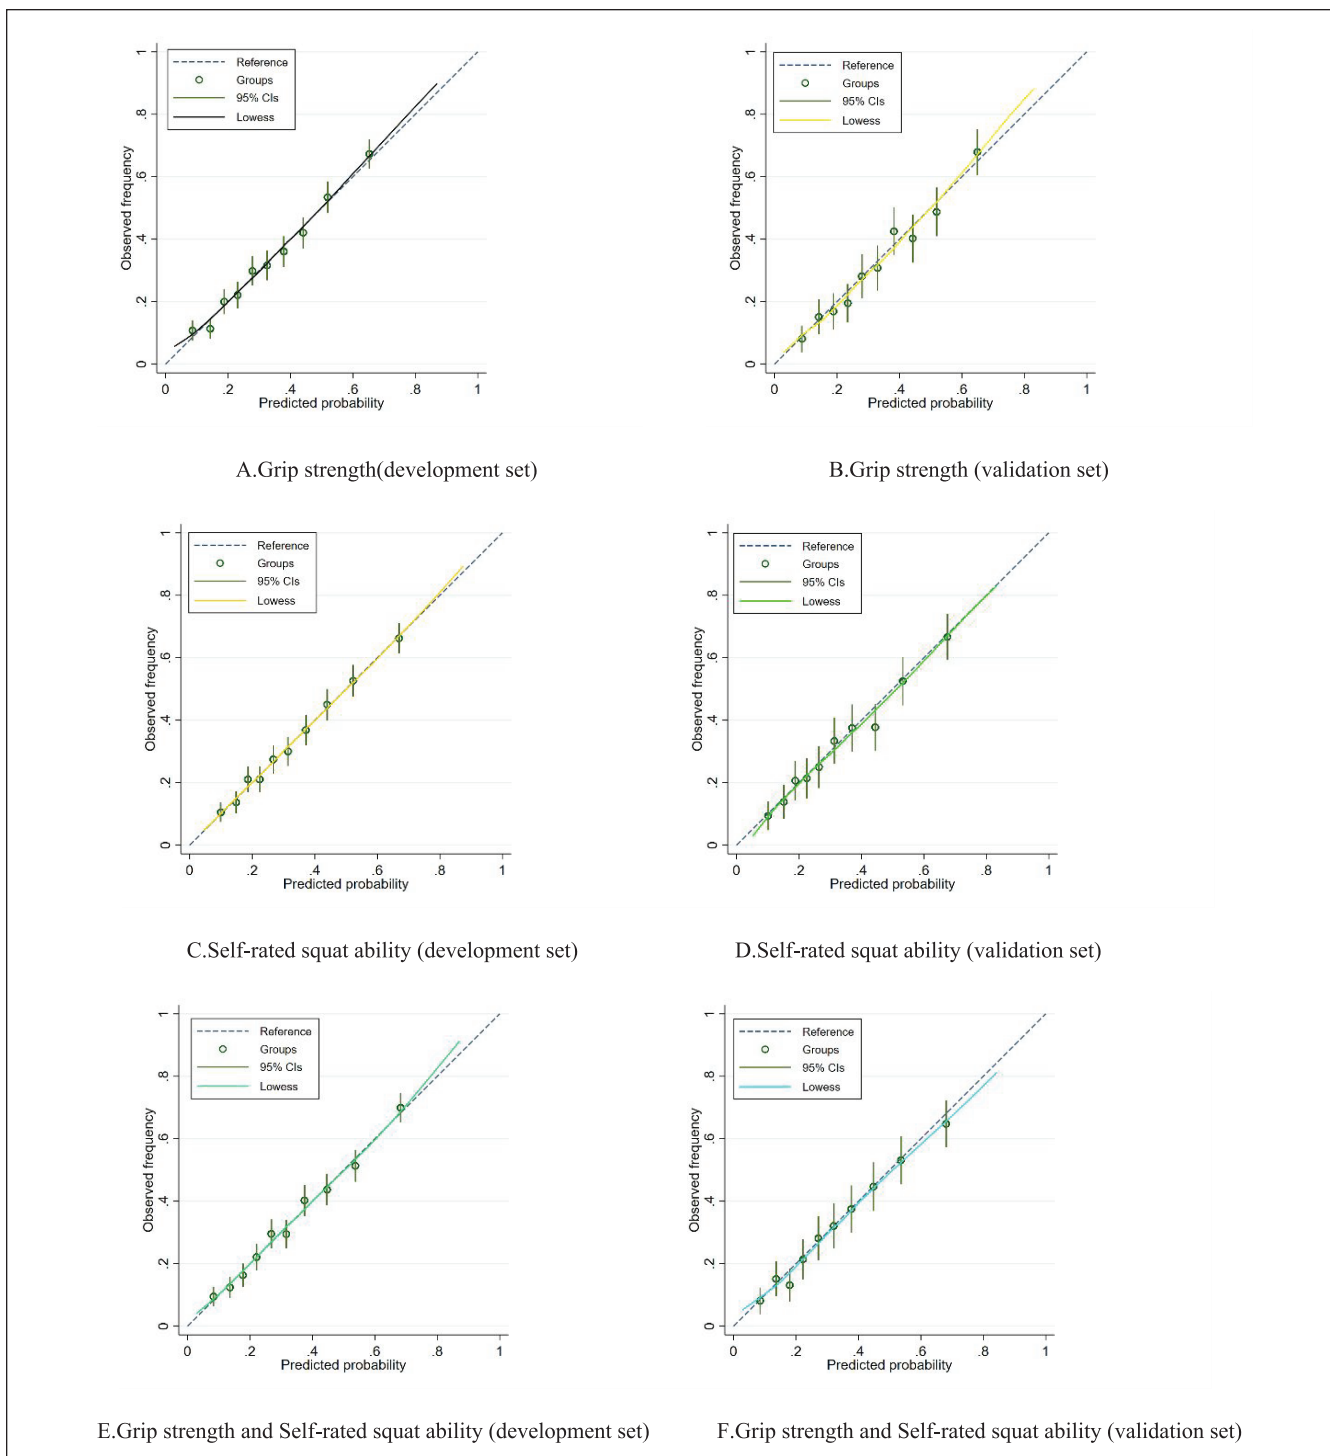 Reference
Groups
95% CIs
Lowess
Observed frequency
0 .2 .4 .6 .8 1
0 .2 .4 .6 .8 1
Predicted probability
A.Grip strength(development set)
Reference
Groups
95% CIs
Lowess
Observed frequency
0 .2 .4 .6 .8 1
0 .2 .4 .6 .8 1
Predicted probability
B.Grip strength (validation set)
Reference
Groups
95% CIs
Lowess
Observed frequency
0 .2 .4 .6 .8 1
0 .2 .4 .6 .8 1
Predicted probability
C.Self-rated squat ability (development set)
Reference
Groups
95% CIs
Lowess
Observed frequency
0 .2 .4 .6 .8 1
0 .2 .4 .6 .8 1
Predicted probability
D.Self-rated squat ability (validation set)
Reference
Groups
95% CIs
Lowess
Observed frequency
0 .2 .4 .6 .8 1
0 .2 .4 .6 .8 1
Predicted probability
E.Grip strength and Self-rated squat ability (development set)
Reference
Groups
95% CIs
Lowess
Observed frequency
0 .2 .4 .6 .8 1
0 .2 .4 .6 .8 1
Predicted probability
F.Grip strength and Self-rated squat ability (validation set)